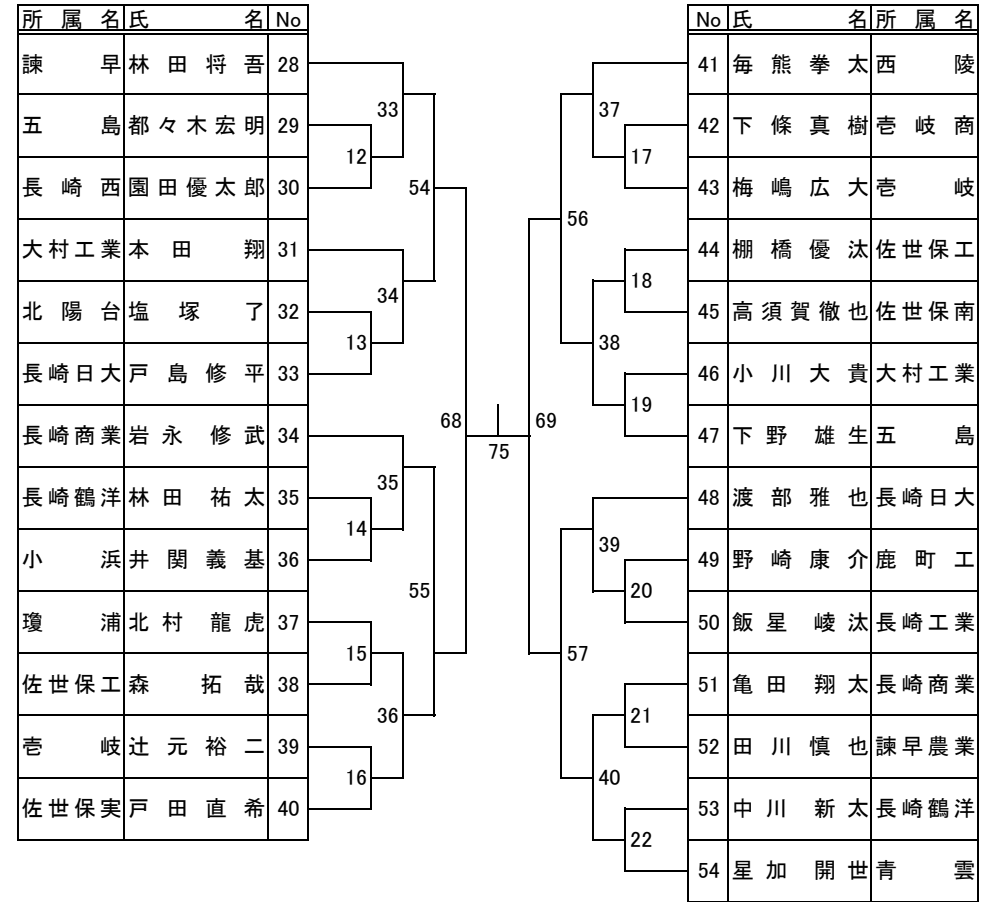 所属名 氏名 No
諫早 林田将吾 28
五島 都々木宏明 29
長崎西 園田優太郎 30
大村工業 本田翔 31
北陽台 塩塚了 32
長崎日大 戸島修平 33
長崎商業 岩永修武 34
長崎鶴洋 林田祐太 35
小浜 井関義基 36
瓊浦 北村龍虎 37
佐世保工 森拓哉 38
壱岐 辻元裕二 39
佐世保実 戸田直希 40
33
12
54
34
13
68
35
14
55
15
36
16
75
No 氏名 所属名
41 毎熊拳太 西陵
42 下條真樹 壱岐商
43 梅嶋広大 壱岐
44 棚橋優汰 佐世保工
45 高須賀徹也 佐世保南
46 小川大貴 大村工業
47 下野雄生 五島
48 渡部雅也 長崎日大
49 野崎康介 鹿町工
50 飯星崚汰 長崎工業
51 亀田翔太 長崎商業
52 田川慎也 諫早農業
53 中川新太 長崎鶴洋
54 星加開世 青雲
37
17
56
18
38
19
69
39
20
57
21
40
22